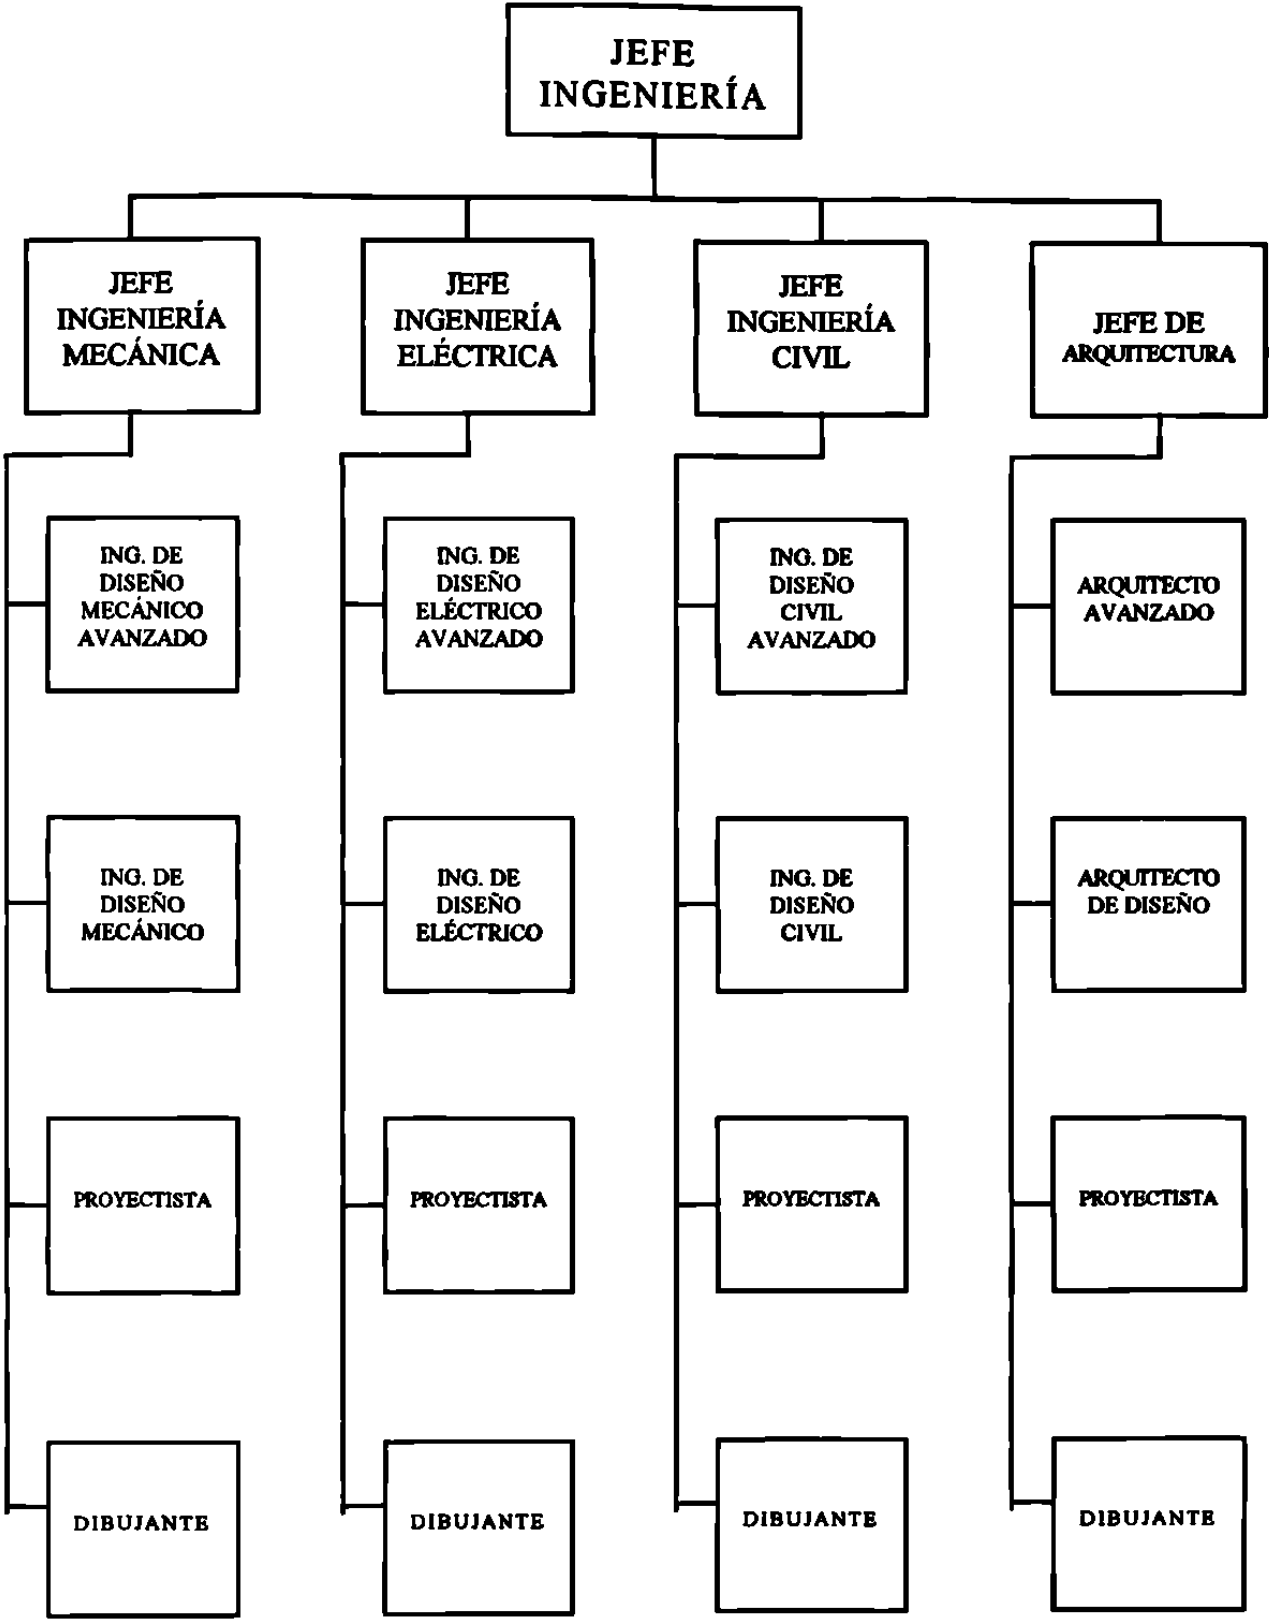 JEFE
INGENIERÍA
JEFE
INGENIERÍA
MECÁNICA
JEFE
INGENIERÍA
ELÉCTRICA
JEFE
INGENIERÍA
CIVIL
JEFE DE
ARQUITECTURA
ING. DE
DISEÑO
MECÁNICO
AVANZADO
ING. DE
DISEÑO
ELÉCTRICO
AVANZADO
ING. DE
DISEÑO
CIVIL
AVANZADO
ARQUITECTO
AVANZADO
ING. DE
DISEÑO
MECÁNICO
ING. DE
DISEÑO
ELÉCTRICO
ING. DE
DISEÑO
CIVIL
ARQUITECTO
DE DISEÑO
PROYECTISTA
PROYECTISTA
PROYECTISTA
PROYECTISTA
DIBUJANTE
DIBUJANTE
DIBUJANTE
DIBUJANTE